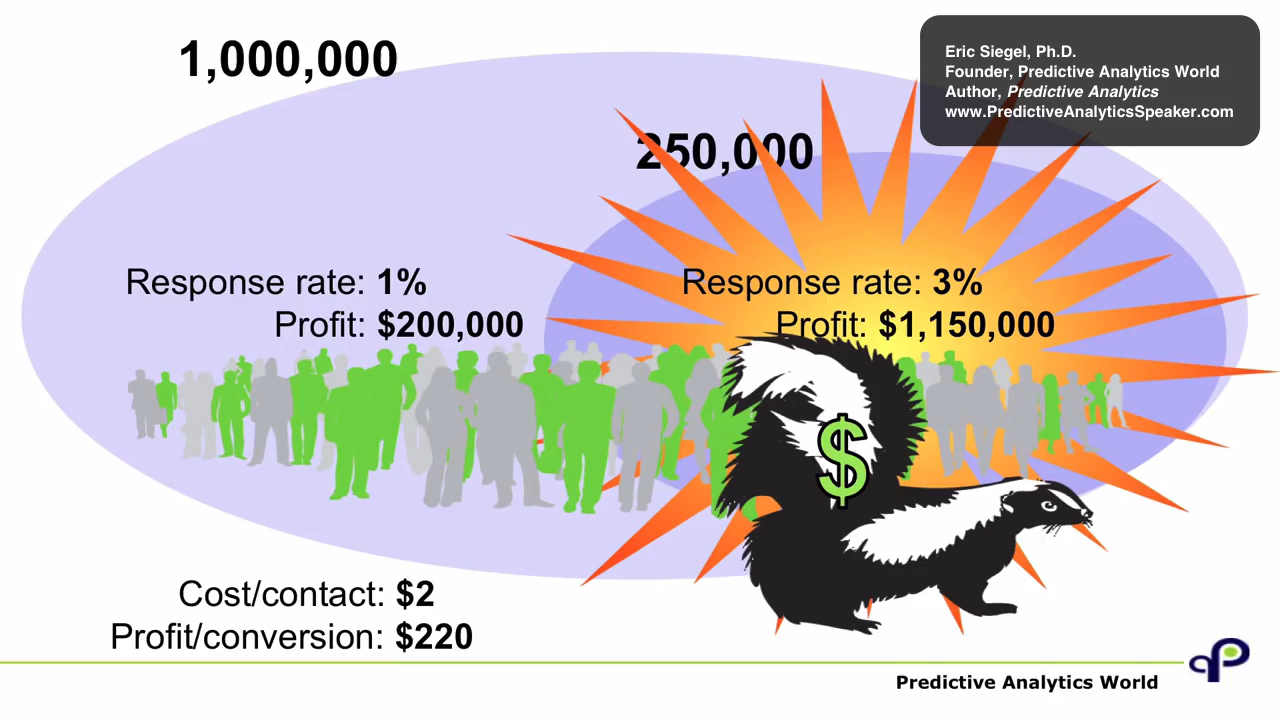 1,000,000
Eric Siegel, Ph.D.
Founder, Predictive Analytics World
Author, Predictive Analytics
www.PredictiveAnalyticsSpeaker.com
250,000
Response rate: 1%
Profit: $200,000
Response rate: 3%
Profit: $1,150,000
$
Cost/contact: $2
Profit/conversion: $220
Predictive Analytics World